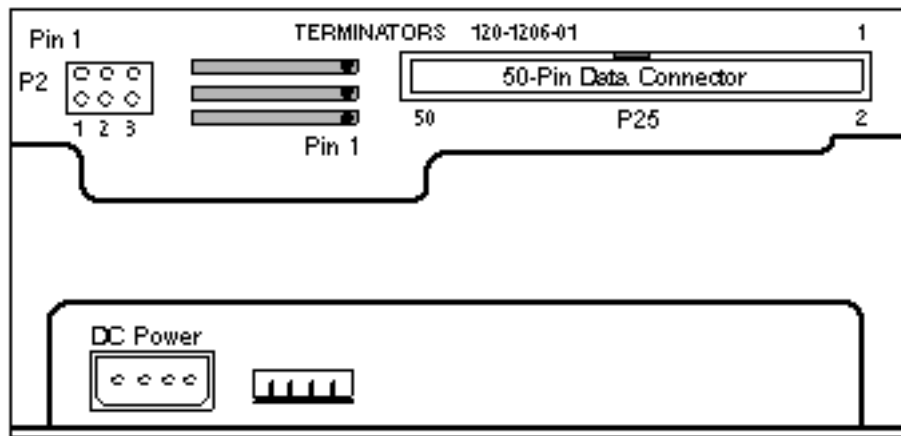 TERMINATORS 120-1206-01 1
Pin 1
P2
50-Pin Data Connector
1 2 3
50 P25 2
Pin 1
DC Power